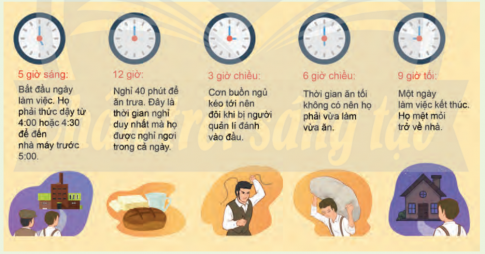 5 giờ sáng:
Bắt đầu ngày
làm việc. Họ
phải thức dậy từ
4:00 hoặc 4:30
để đến
nhà máy trước
5:00.
12 giờ:
Nghỉ 40 phút để
ăn trưa. Đây là
thời gian nghỉ
duy nhất mà họ
được nghỉ ngơi
trong cả ngày.
3 giờ chiều:
Cơn buồn ngủ
kéo tới nên
đôi khi bị người
quản lí đánh
vào đầu.
6 giờ chiều:
Thời gian ăn tối
không có nên họ
phải vừa làm
vừa ăn.
9 giờ tối:
Một ngày
làm việc kết thúc.
Họ mệt mỏi
trở về nhà.